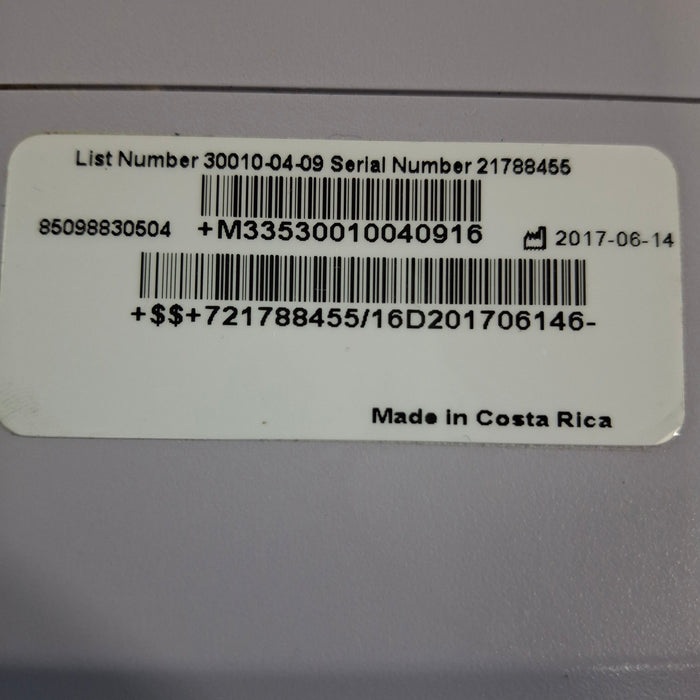 List Number 30010-04-09 Serial Number 21788455
85098830504 +M33530010040916 2017-06-14
+$$+721788455/16D201706146-
Made in Costa Rica